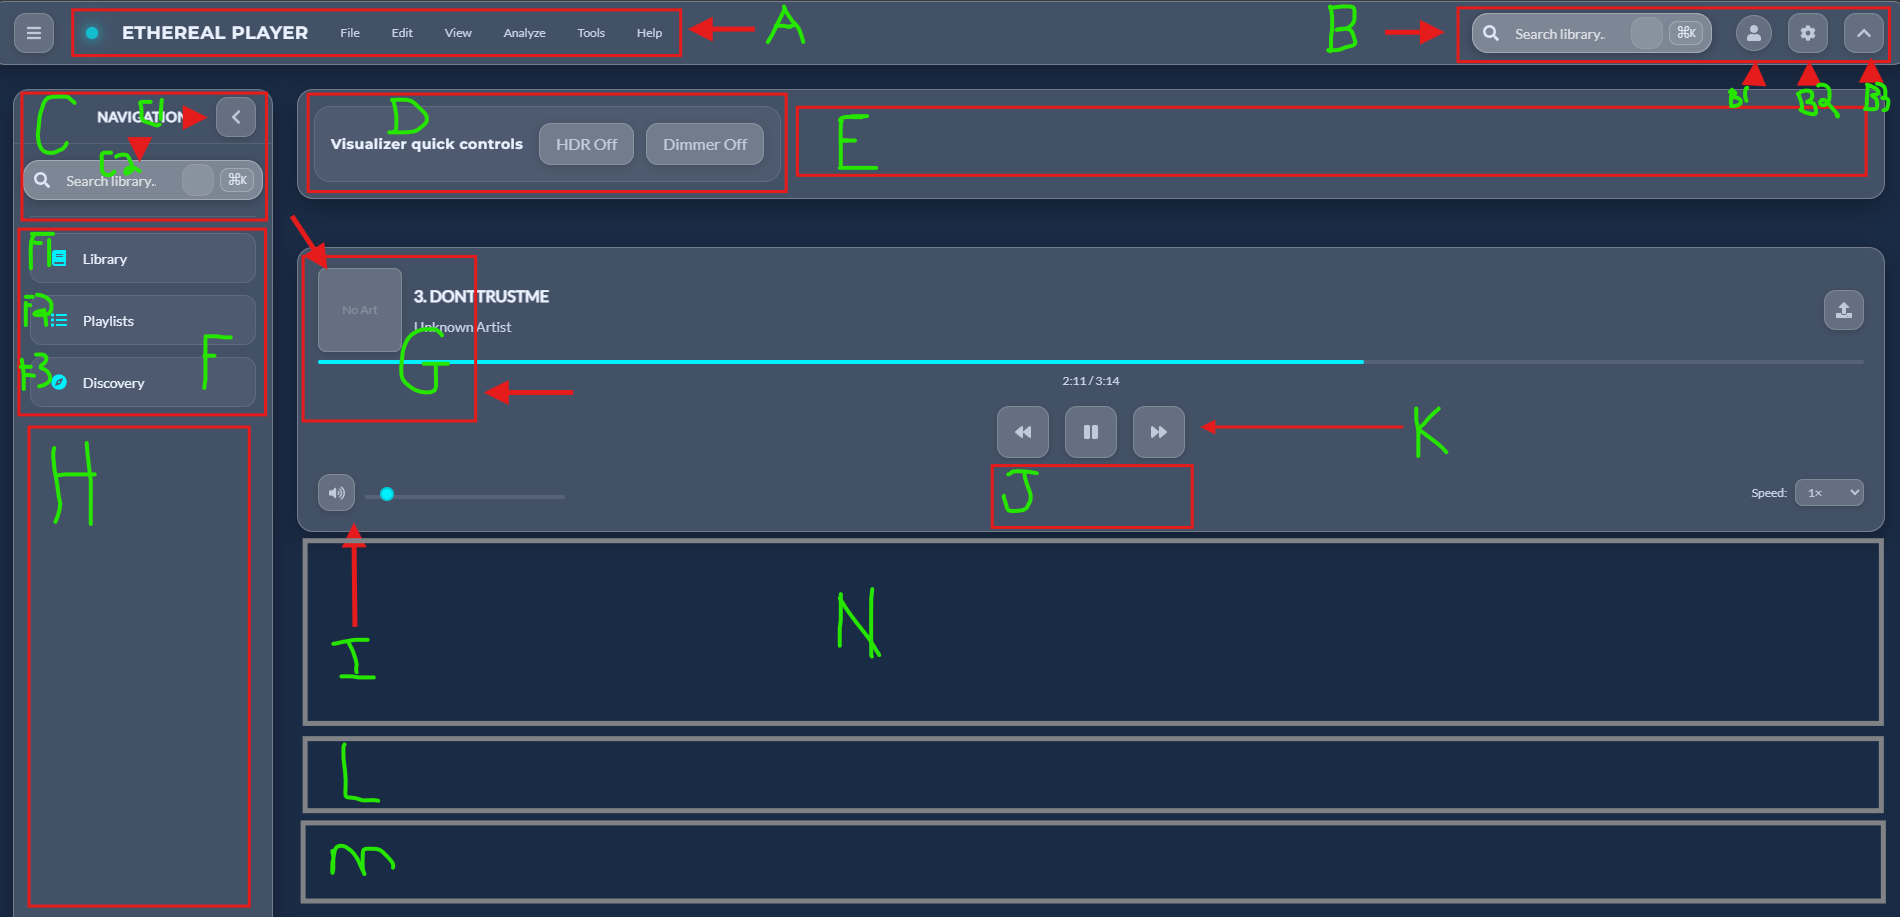 ETHEREAL PLAYER File Edit View Analyze Tools Help A B Search library.. ⌘K
B1 B2 B3
C NAVIGATION C1
C2
Search library.. ⌘K
D
Visualizer quick controls HDR Off Dimmer Off
E
F1 Library
F2 Playlists
F
F3 Discovery
H
No Art
3. DONTTRUSTME
Unknown Artist
G
2:11 / 3:14
K
J
Speed: 1×
I
N
L
m